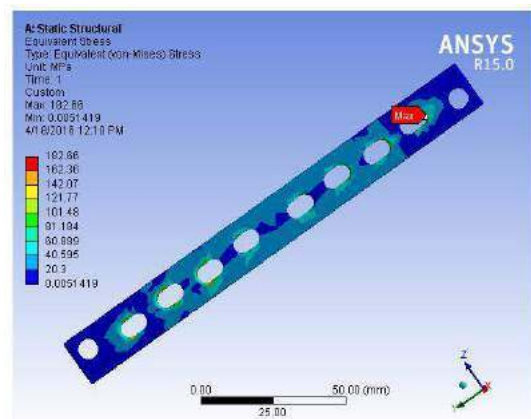 A: Static Structural
Equivalent Stress
Type: Equivalent (von-Mises) Stress
Unit: MPa
Time: 1
Custom
Max: 182.66
Min: 0.0051419
4/18/2018 12:10 PM
182.66
162.36
142.07
121.77
101.48
81.184
60.889
40.595
20.3
0.0051419
ANSYS
R15.0
Max
0.00
50.00 (mm)
25.00
Z
X
Y